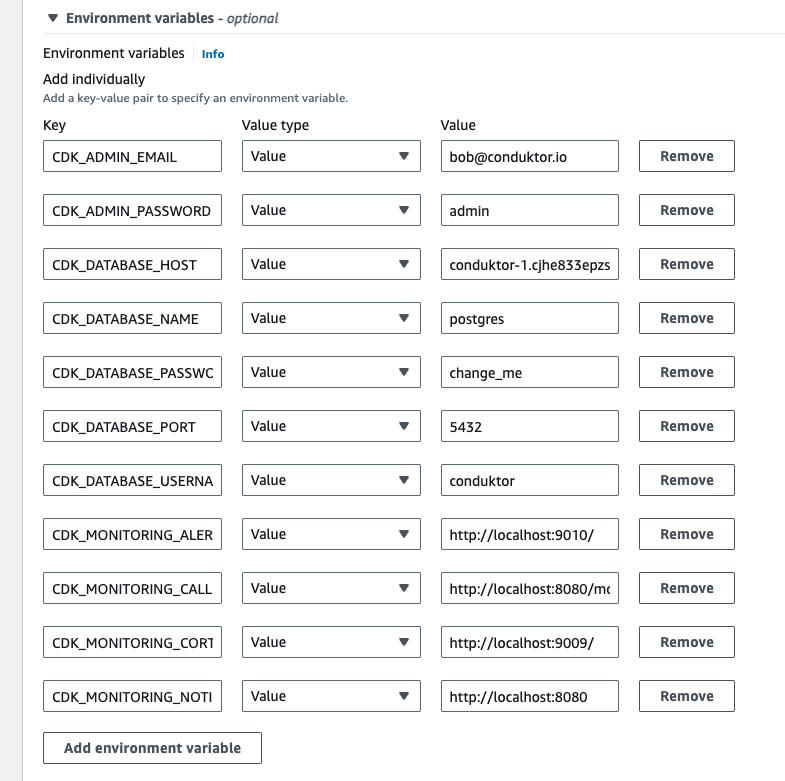 ▼ Environment variables - optional
Environment variables Info
Add individually
Add a key-value pair to specify an environment variable.
Key Value type Value
CDK_ADMIN_EMAIL Value bob@conduktor.io Remove
CDK_ADMIN_PASSWORD Value admin Remove
CDK_DATABASE_HOST Value conduktor-1.cjhe833epzs Remove
CDK_DATABASE_NAME Value postgres Remove
CDK_DATABASE_PASSWO Value change_me Remove
CDK_DATABASE_PORT Value 5432 Remove
CDK_DATABASE_USERNA Value conduktor Remove
CDK_MONITORING_ALER Value http://localhost:9010/ Remove
CDK_MONITORING_CALL Value http://localhost:8080/mo Remove
CDK_MONITORING_CORT Value http://localhost:9009/ Remove
CDK_MONITORING_NOTI Value http://localhost:8080 Remove
Add environment variable